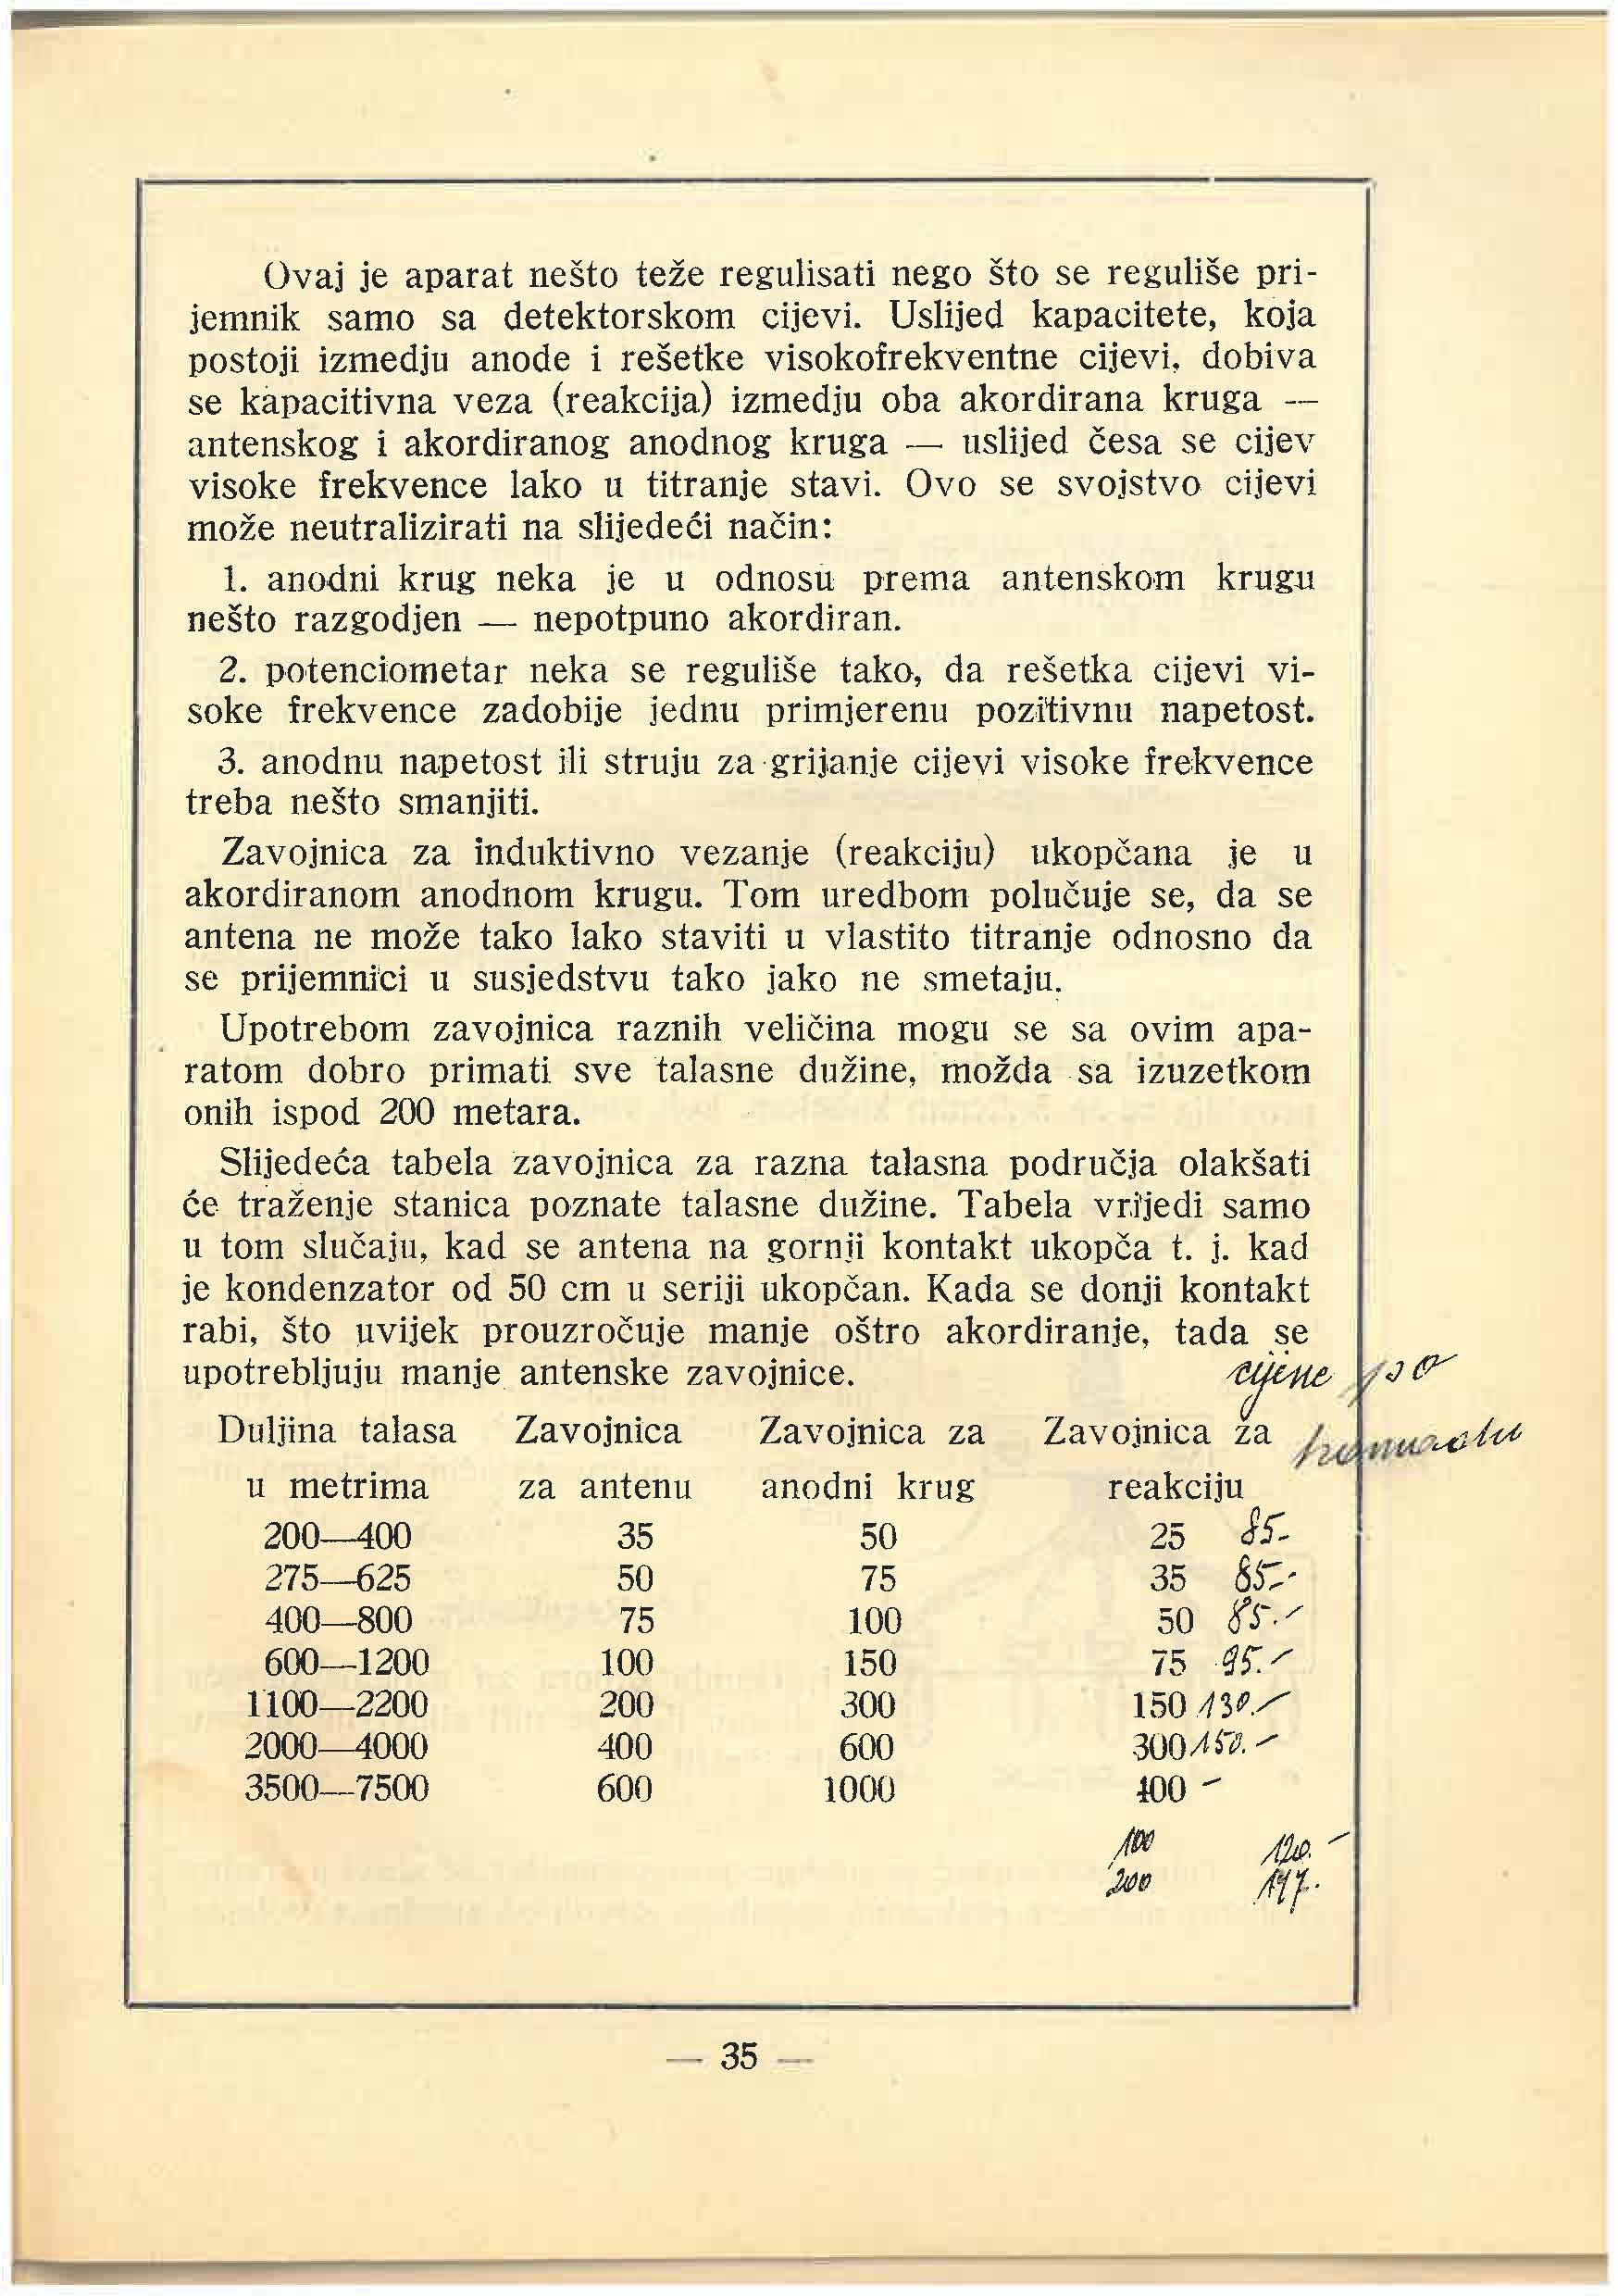 Ovaj je aparat nešto teže regulisati nego što se reguliše pri-
jemnik samo sa detektorskom cijevi. Uslijed kapacitete, koja
postoji izmedju anode i rešetke visokofrekventne cijevi, dobiva
se kapacitivna veza (reakcija) izmedju oba akordirana kruga —
antenskog i akordiranog anodnog kruga — uslijed česa se cijev
visoke frekvence lako u titranje stavi. Ovo se svojstvo cijevi
može neutralizirati na slijedeći način:
1. anodni krug neka je u odnosu prema antenskom krugu
nešto razgodjen — nepotpuno akordiran.
2. potenciometar neka se reguliše tako, da rešetka cijevi vi-
soke frekvence zadobije jednu primjerenu pozitivnu napetost.
3. anodnu napetost ili struju za grijanje cijevi visoke frekvence
treba nešto smanjiti.
Zavojnica za induktivno vezanje (reakciju) ukopčana je u
akordiranom anodnom krugu. Tom uredbom polučuje se, da se
antena ne može tako lako staviti u vlastito titranje odnosno da
se prijemnici u susjedstvu tako jako ne smetaju.
Upotrebom zavojnica raznih veličina mogu se sa ovim apa-
ratom dobro primati sve talasne dužine, možda sa izuzetkom
onih ispod 200 metara.
Slijedeća tabela zavojnica za razna talasna područja olakšati
će traženje stanica poznate talasne dužine. Tabela vrijedi samo
u tom slučaju, kad se antena na gornji kontakt ukopča t. j. kad
je kondenzator od 50 cm u seriji ukopčan. Kada se donji kontakt
rabi, što uvijek prouzročuje manje oštro akordiranje, tada se
upotrebljuju manje antenske zavojnice. cijene po
Duljina talasa Zavojnica Zavojnica za Zavojnica za komadu
u metrima za antenu anodni krug reakciju
200—400 35 50 25 85.-
275—625 50 75 35 85.-
400—800 75 100 50 85.-
600—1200 100 150 75 95.-
1100—2200 200 300 150 130.-
2000—4000 400 600 300 150.-
3500—7500 600 1000 400 -
100 120.-
200
— 35 —